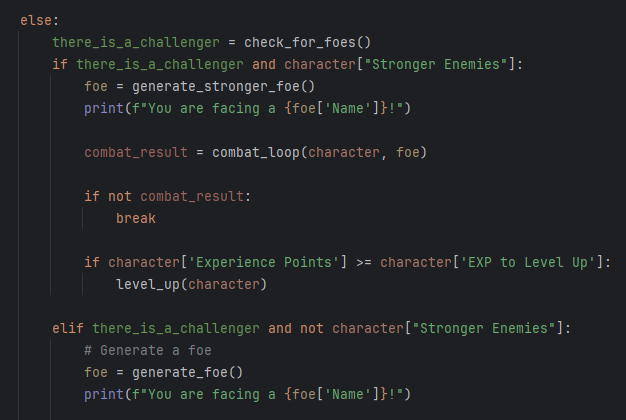 else:
there_is_a_challenger = check_for_foes()
if there_is_a_challenger and character["Stronger Enemies"]:
foe = generate_stronger_foe()
print(f"You are facing a {foe['Name']}!")
combat_result = combat_loop(character, foe)
if not combat_result:
break
if character['Experience Points'] >= character['EXP to Level Up']:
level_up(character)
elif there_is_a_challenger and not character["Stronger Enemies"]:
# Generate a foe
foe = generate_foe()
print(f"You are facing a {foe['Name']}!")